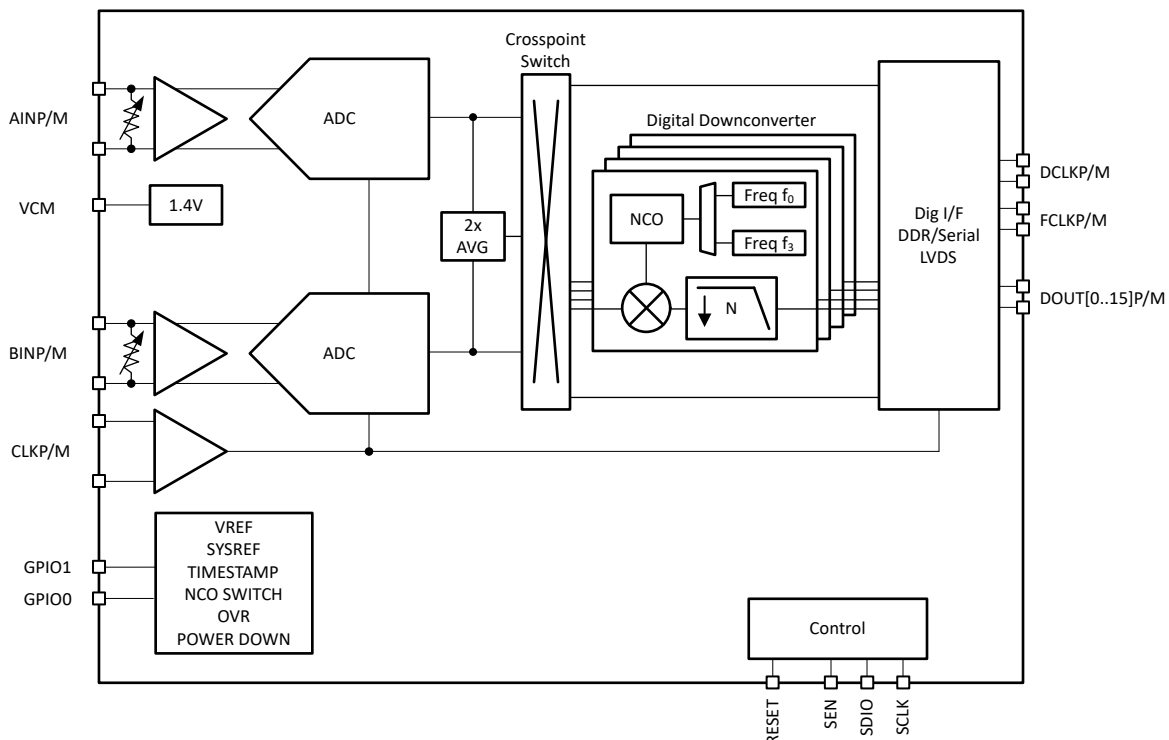 Crosspoint
Switch
AINP/M
ADC
Digital Downconverter
VCM
1.4V
2x
AVG
NCO
Freq f₀
Freq f₃
N
Dig I/F
DDR/Serial
LVDS
DCLKP/M
FCLKP/M
DOUT[0..15]P/M
BINP/M
ADC
CLKP/M
GPIO1
GPIO0
VREF
SYSREF
TIMESTAMP
NCO SWITCH
OVR
POWER DOWN
Control
RESET
SEN
SDIO
SCLK